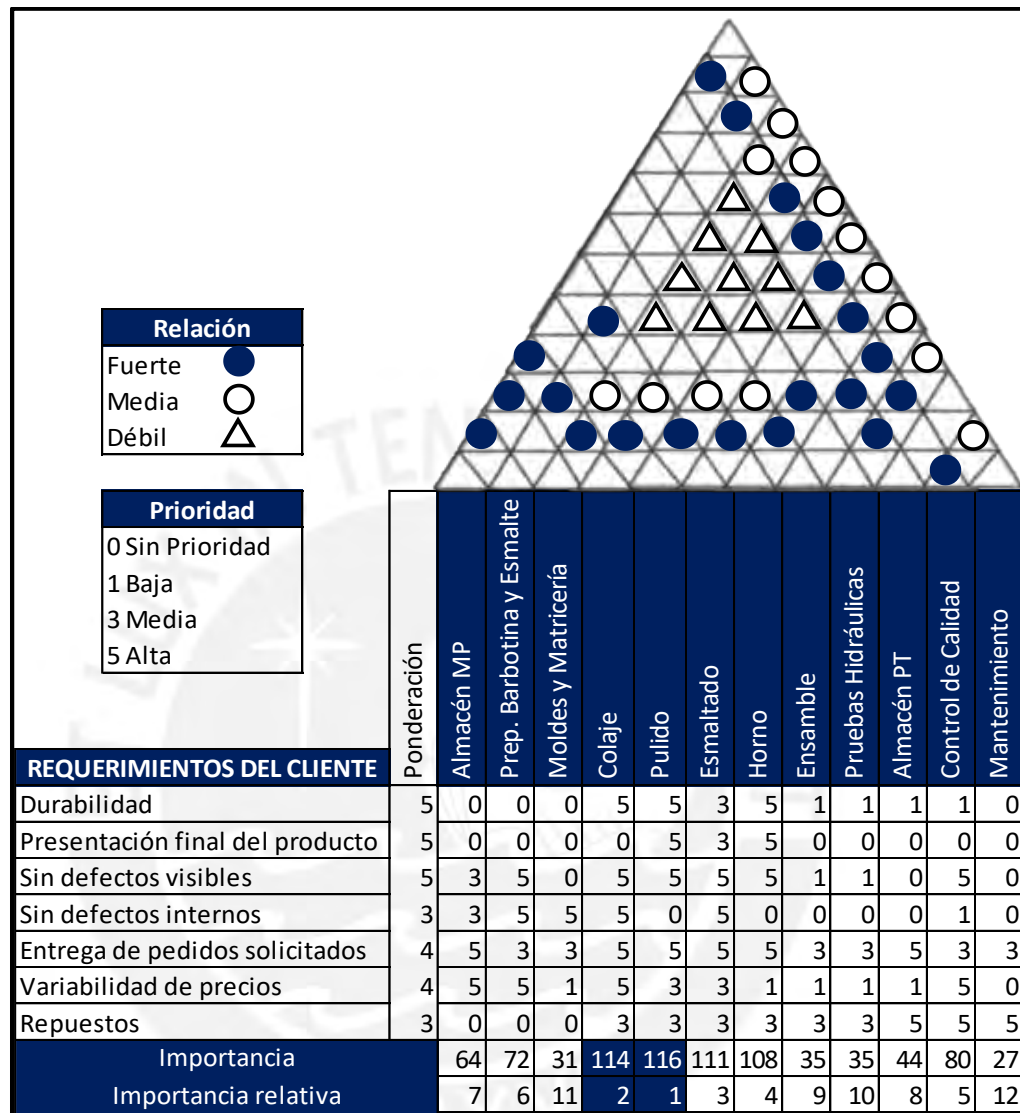 Relación
Fuerte
Media
Débil
Prioridad
0 Sin Prioridad
1 Baja
3 Media
5 Alta
REQUERIMIENTOS DEL CLIENTE Ponderación Almacén MP Prep. Barbotina y Esmalte Moldes y Matricería Colaje Pulido Esmaltado Horno Ensamble Pruebas Hidráulicas Almacén PT Control de Calidad Mantenimiento
Durabilidad 5 0 0 0 5 5 3 5 1 1 1 1 0
Presentación final del producto 5 0 0 0 0 5 3 5 0 0 0 0 0
Sin defectos visibles 5 3 5 0 5 5 5 5 1 1 0 5 0
Sin defectos internos 3 3 5 5 5 0 5 0 0 0 0 1 0
Entrega de pedidos solicitados 4 5 3 3 5 5 5 5 3 3 5 3 3
Variabilidad de precios 4 5 5 1 5 3 3 1 1 1 1 5 0
Repuestos 3 0 0 0 3 3 3 3 3 3 5 5 5
Importancia 64 72 31 114 116 111 108 35 35 44 80 27
Importancia relativa 7 6 11 2 1 3 4 9 10 8 5 12